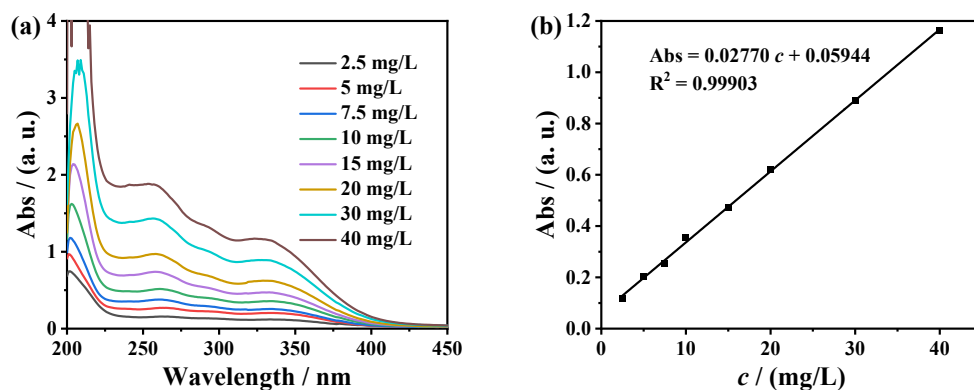 (a)
4
3
2
1
0
Abs / (a. u.)
2.5 mg/L
5 mg/L
7.5 mg/L
10 mg/L
15 mg/L
20 mg/L
30 mg/L
40 mg/L
200 250 300 350 400 450
Wavelength / nm
(b)
1.2
1.0
0.8
0.6
0.4
0.2
0.0
Abs / (a. u.)
Abs = 0.02770 c + 0.05944
R² = 0.99903
0 10 20 30 40
c / (mg/L)